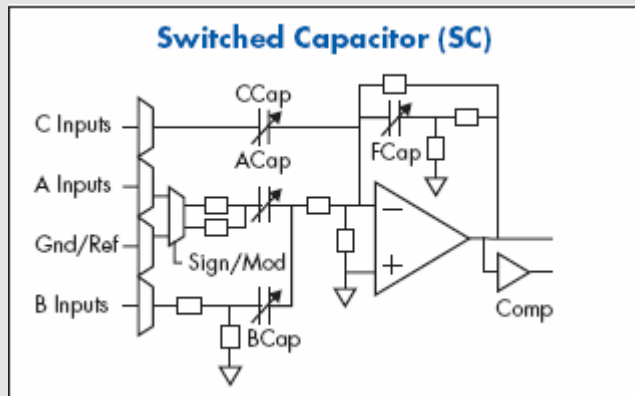 Switched Capacitor (SC)
CCap
C Inputs
ACap
FCap
A Inputs
Gnd/Ref
Sign/Mod
B Inputs
BCap
Comp
−
+